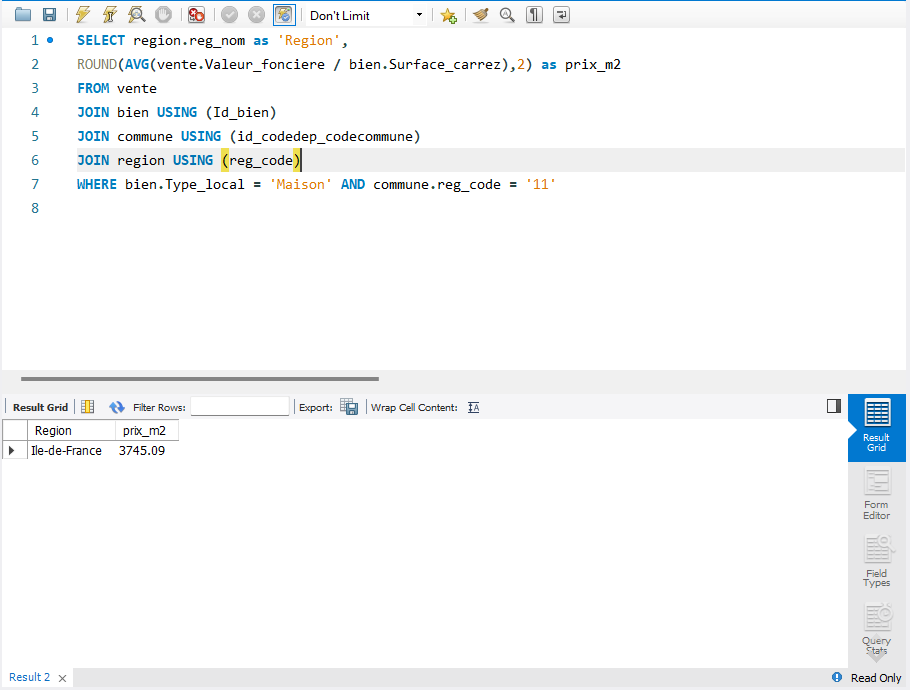 Don't Limit
1 SELECT region.reg_nom as 'Region',
2 ROUND(AVG(vente.Valeur_fonciere / bien.Surface_carrez),2) as prix_m2
3 FROM vente
4 JOIN bien USING (Id_bien)
5 JOIN commune USING (id_codedep_codecommune)
6 JOIN region USING (reg_code)
7 WHERE bien.Type_local = 'Maison' AND commune.reg_code = '11'
8
Result Grid Filter Rows: Export: Wrap Cell Content: IA
Region prix_m2
Ile-de-France 3745.09
Result
Grid
Form
Editor
Field
Types
Query
Stats
Result 2 Read Only